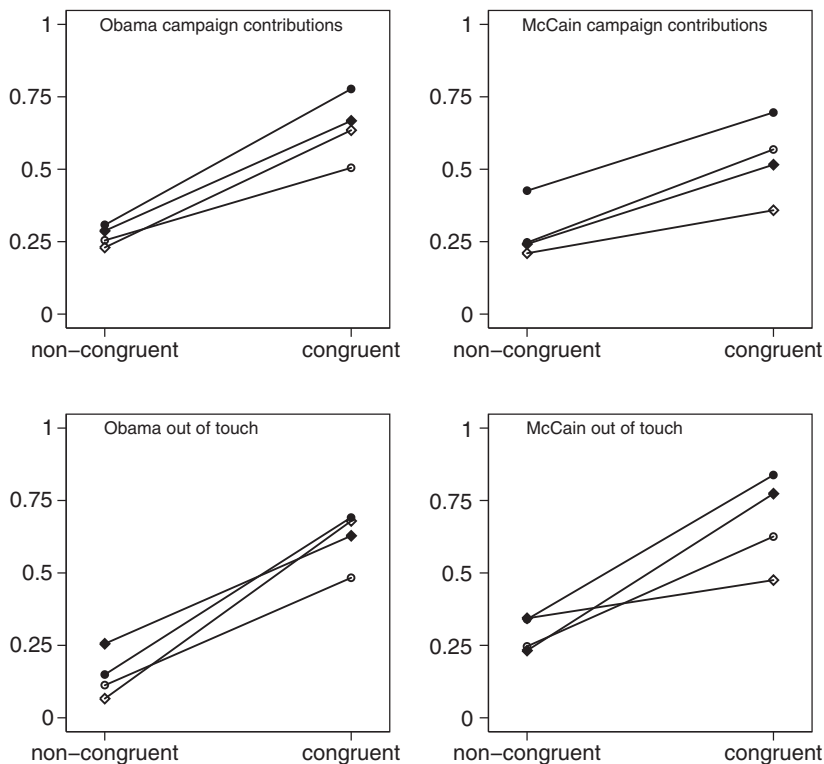 Obama campaign contributions
1
0.75
0.5
0.25
0
non−congruent congruent
McCain campaign contributions
1
0.75
0.5
0.25
0
non−congruent congruent
Obama out of touch
1
0.75
0.5
0.25
0
non−congruent congruent
McCain out of touch
1
0.75
0.5
0.25
0
non−congruent congruent